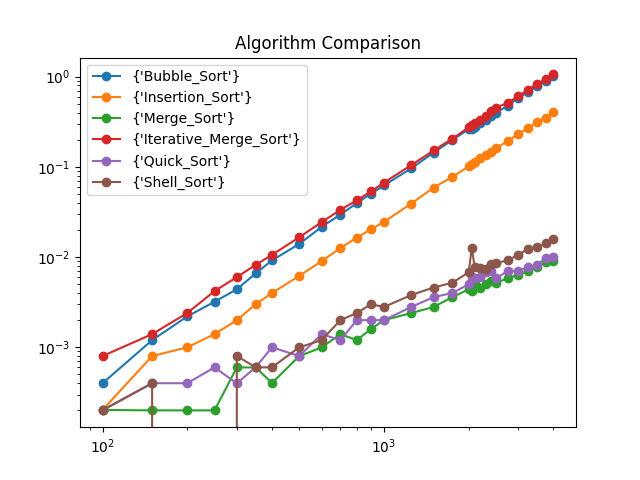 Algorithm Comparison
10⁰
10⁻¹
10⁻²
10⁻³
{'Bubble_Sort'}
{'Insertion_Sort'}
{'Merge_Sort'}
{'Iterative_Merge_Sort'}
{'Quick_Sort'}
{'Shell_Sort'}
10² 10³